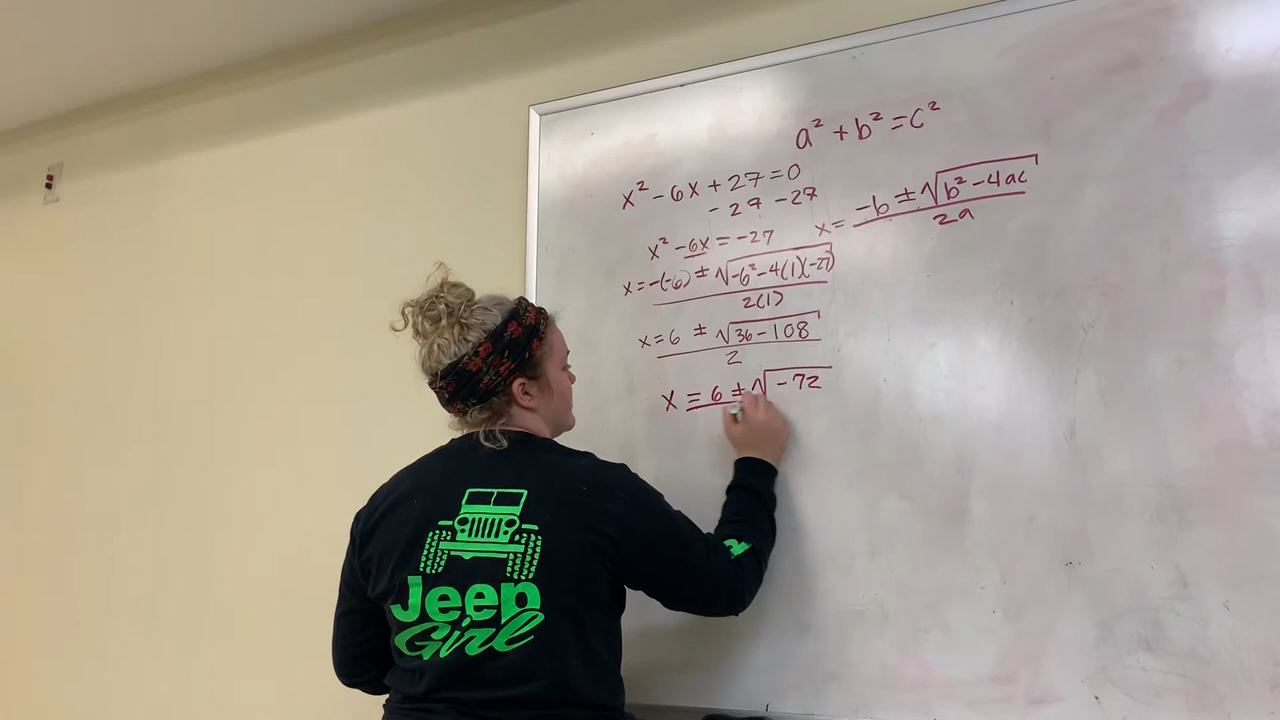 a² + b² = c²
x² - 6x + 27 = 0
- 27 - 27
x² - 6x = -27
x = -b ± √b² - 4ac
2a
x = -(-6) ± √-6² - 4(1)(-27)
2(1)
x = 6 ± √36 - 108
2
x = 6 ± √-72
Jeep
Girl